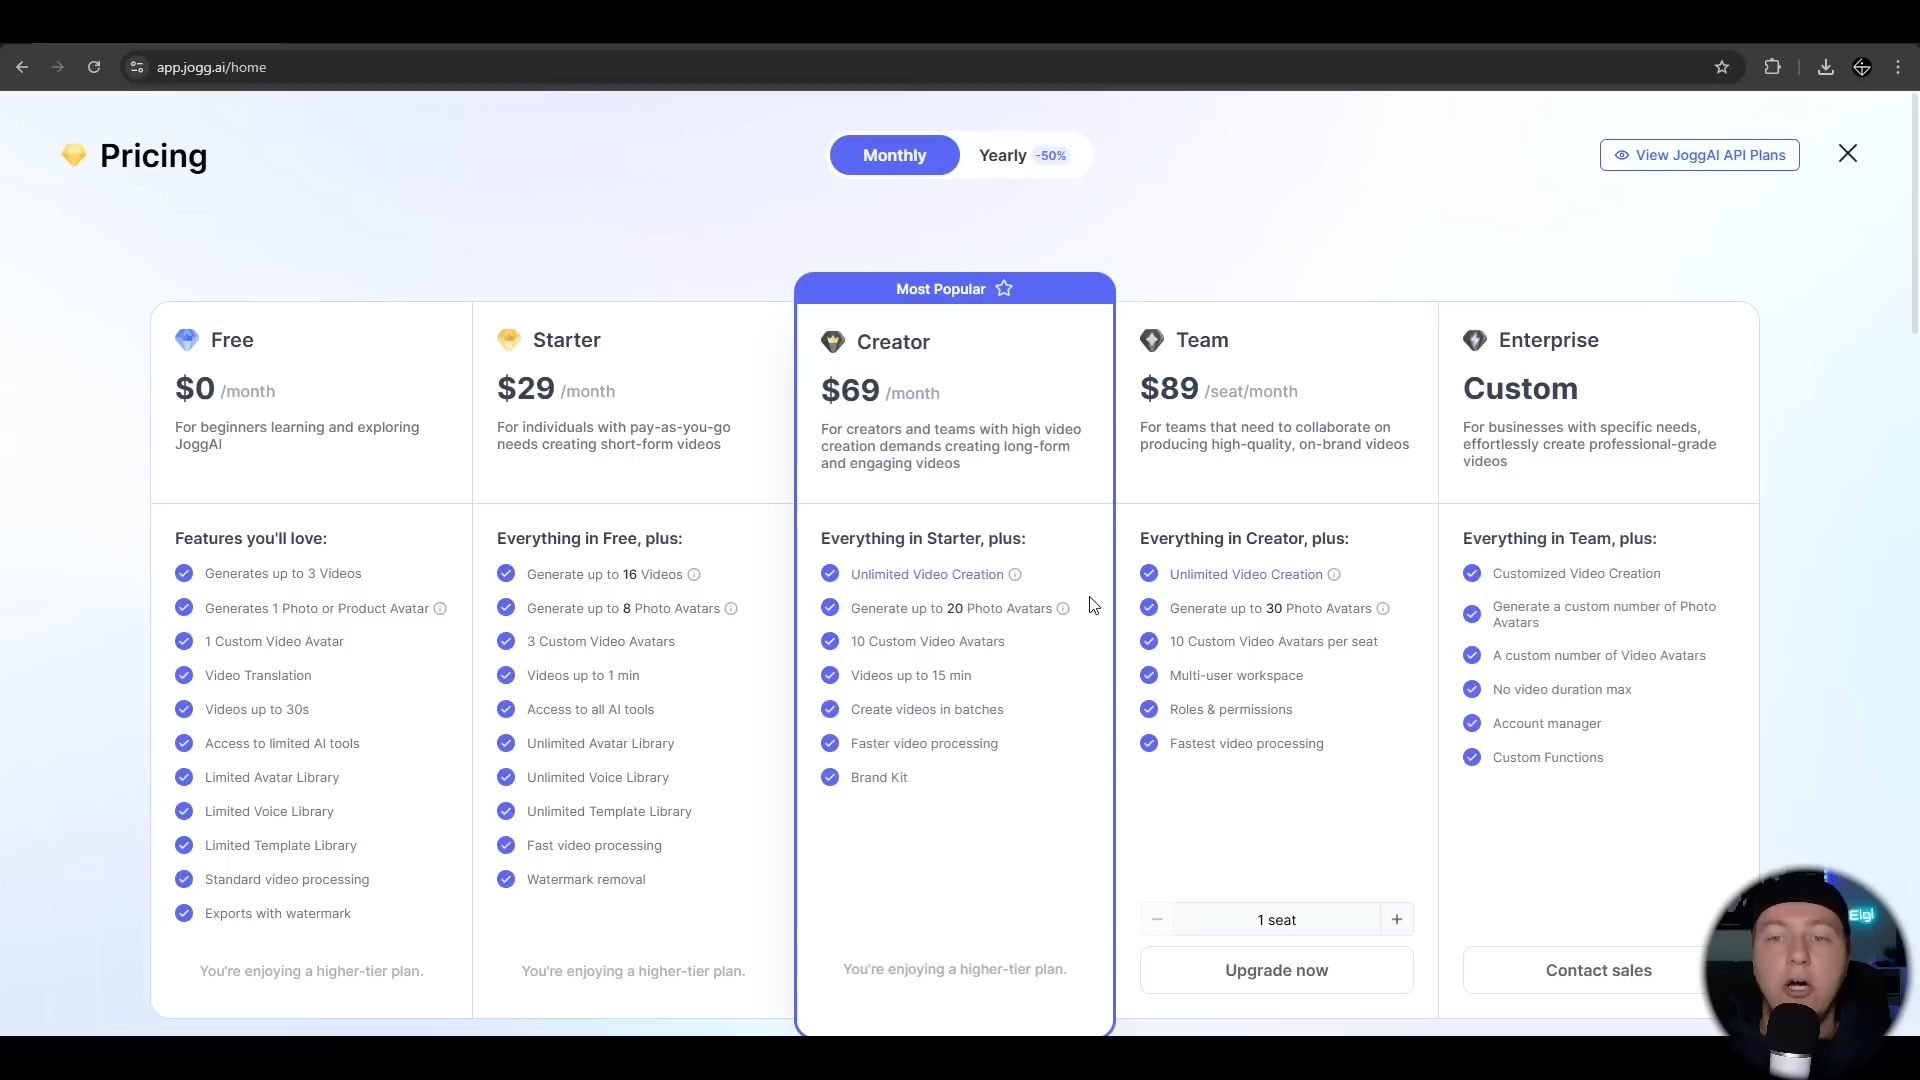 app.jogg.ai/home
Pricing
Monthly
Yearly -50%
View JoggAI API Plans
Most Popular
Free
$0 /month
For beginners learning and exploring
JoggAI
Features you'll love:
Generates up to 3 Videos
Generates 1 Photo or Product Avatar
1 Custom Video Avatar
Video Translation
Videos up to 30s
Access to limited AI tools
Limited Avatar Library
Limited Voice Library
Limited Template Library
Standard video processing
Exports with watermark
You're enjoying a higher-tier plan.
Starter
$29 /month
For individuals with pay-as-you-go
needs creating short-form videos
Everything in Free, plus:
Generate up to 16 Videos
Generate up to 8 Photo Avatars
3 Custom Video Avatars
Videos up to 1 min
Access to all AI tools
Unlimited Avatar Library
Unlimited Voice Library
Unlimited Template Library
Fast video processing
Watermark removal
You're enjoying a higher-tier plan.
Creator
$69 /month
For creators and teams with high video
creation demands creating long-form
and engaging videos
Everything in Starter, plus:
Unlimited Video Creation
Generate up to 20 Photo Avatars
10 Custom Video Avatars
Videos up to 15 min
Create videos in batches
Faster video processing
Brand Kit
You're enjoying a higher-tier plan.
Team
$89 /seat/month
For teams that need to collaborate on
producing high-quality, on-brand videos
Everything in Creator, plus:
Unlimited Video Creation
Generate up to 30 Photo Avatars
10 Custom Video Avatars per seat
Multi-user workspace
Roles & permissions
Fastest video processing
1 seat
Upgrade now
Enterprise
Custom
For businesses with specific needs,
effortlessly create professional-grade
videos
Everything in Team, plus:
Customized Video Creation
Generate a custom number of Photo
Avatars
A custom number of Video Avatars
No video duration max
Account manager
Custom Functions
Contact sales